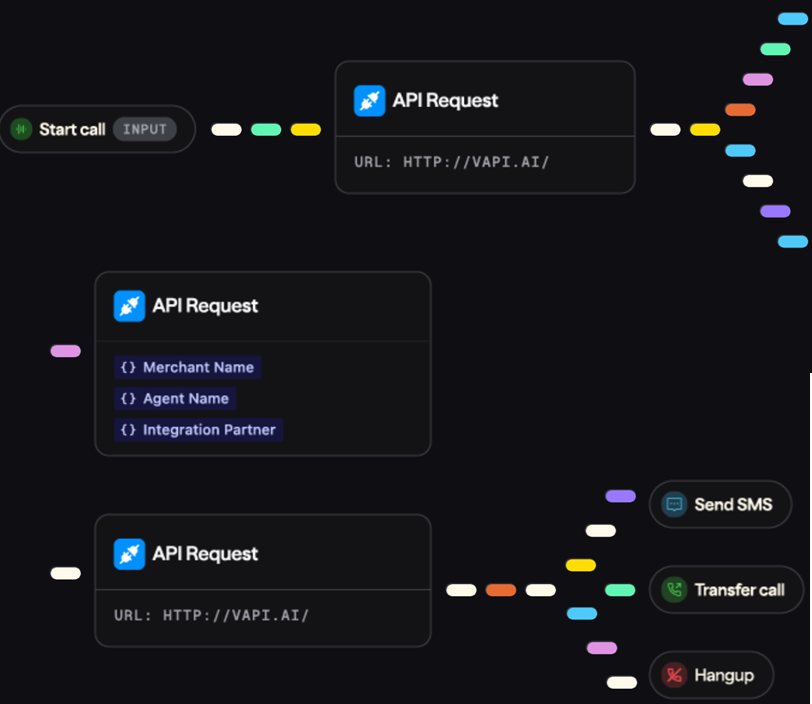 Start call INPUT
API Request
URL: HTTP://VAPI.AI/
API Request
{} Merchant Name
{} Agent Name
{} Integration Partner
API Request
URL: HTTP://VAPI.AI/
Send SMS
Transfer call
Hangup